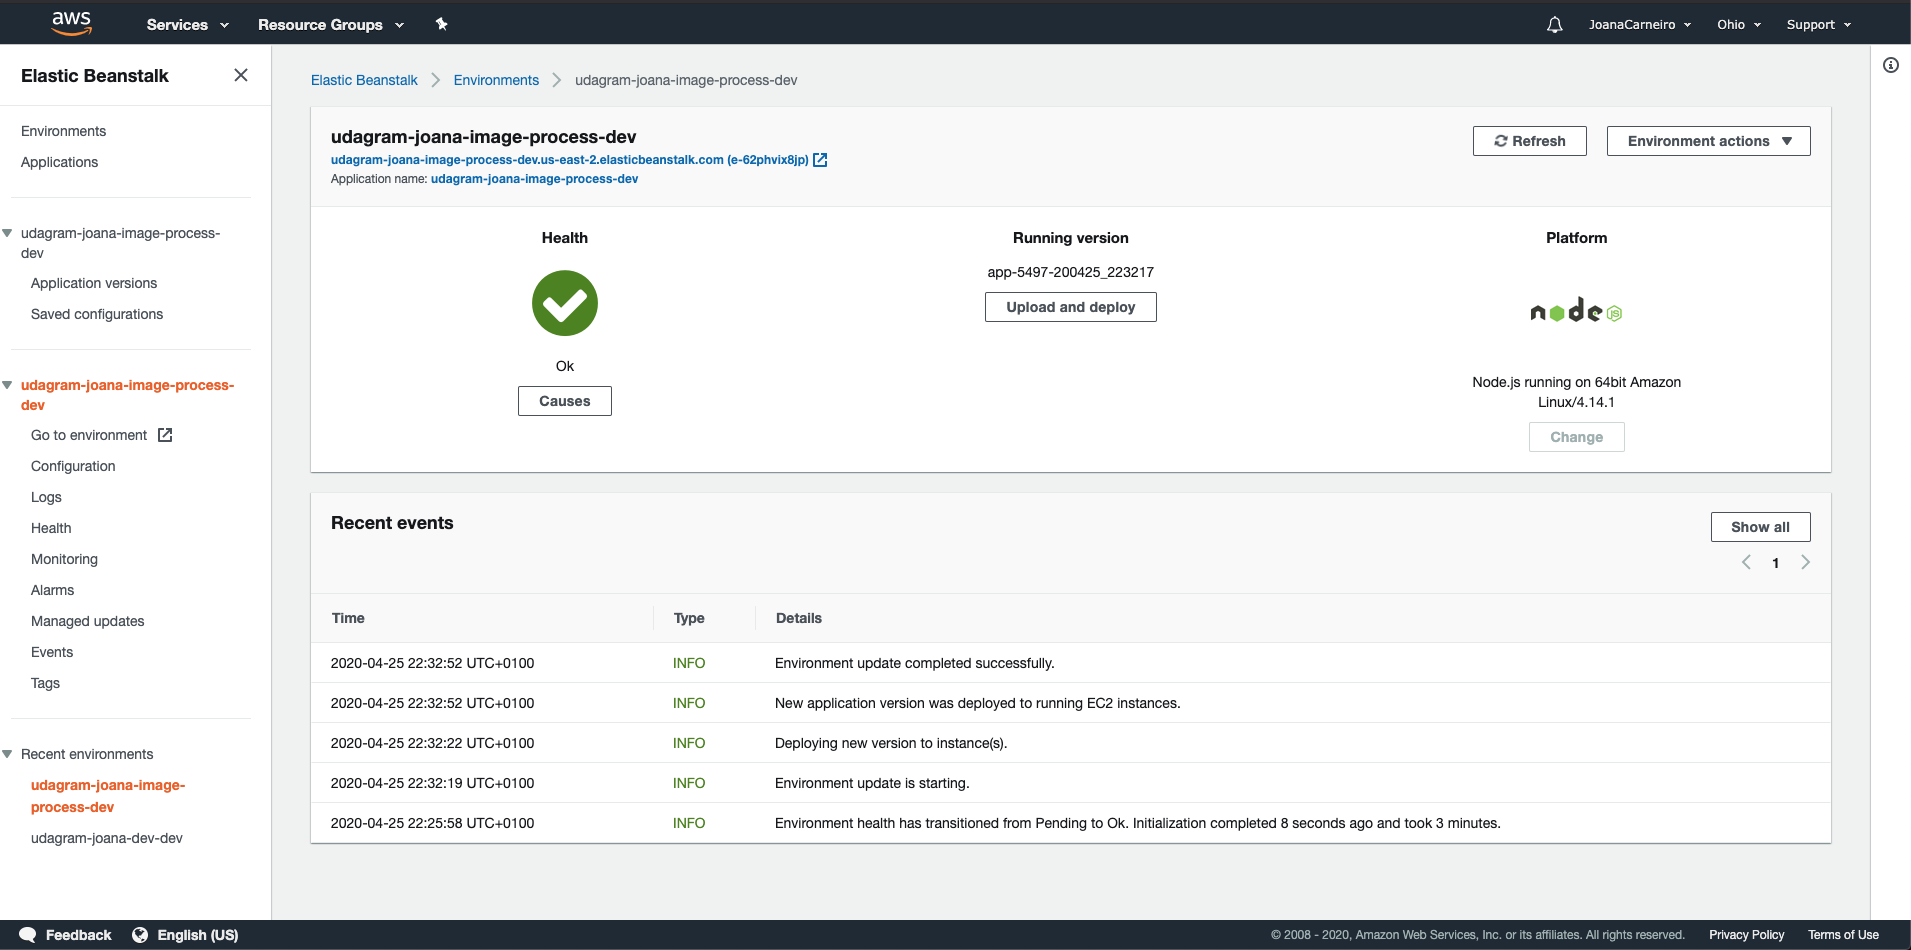 aws
Services
Resource Groups
JoanaCarneiro
Ohio
Support
Elastic Beanstalk
Environments
Applications
udagram-joana-image-process-
dev
Application versions
Saved configurations
udagram-joana-image-process-
dev
Go to environment
Configuration
Logs
Health
Monitoring
Alarms
Managed updates
Events
Tags
Recent environments
udagram-joana-image-
process-dev
udagram-joana-dev-dev
Elastic Beanstalk
Environments
udagram-joana-image-process-dev
udagram-joana-image-process-dev
udagram-joana-image-process-dev.us-east-2.elasticbeanstalk.com (e-62phvix8jp)
Application name: udagram-joana-image-process-dev
Refresh
Environment actions
Health
Ok
Causes
Running version
app-5497-200425_223217
Upload and deploy
Platform
node
JS
Node.js running on 64bit Amazon
Linux/4.14.1
Change
Recent events
Show all
1
Time Type Details
2020-04-25 22:32:52 UTC+0100 INFO Environment update completed successfully.
2020-04-25 22:32:52 UTC+0100 INFO New application version was deployed to running EC2 instances.
2020-04-25 22:32:22 UTC+0100 INFO Deploying new version to instance(s).
2020-04-25 22:32:19 UTC+0100 INFO Environment update is starting.
2020-04-25 22:25:58 UTC+0100 INFO Environment health has transitioned from Pending to Ok. Initialization completed 8 seconds ago and took 3 minutes.
Feedback
English (US)
© 2008 - 2020, Amazon Web Services, Inc. or its affiliates. All rights reserved.
Privacy Policy
Terms of Use